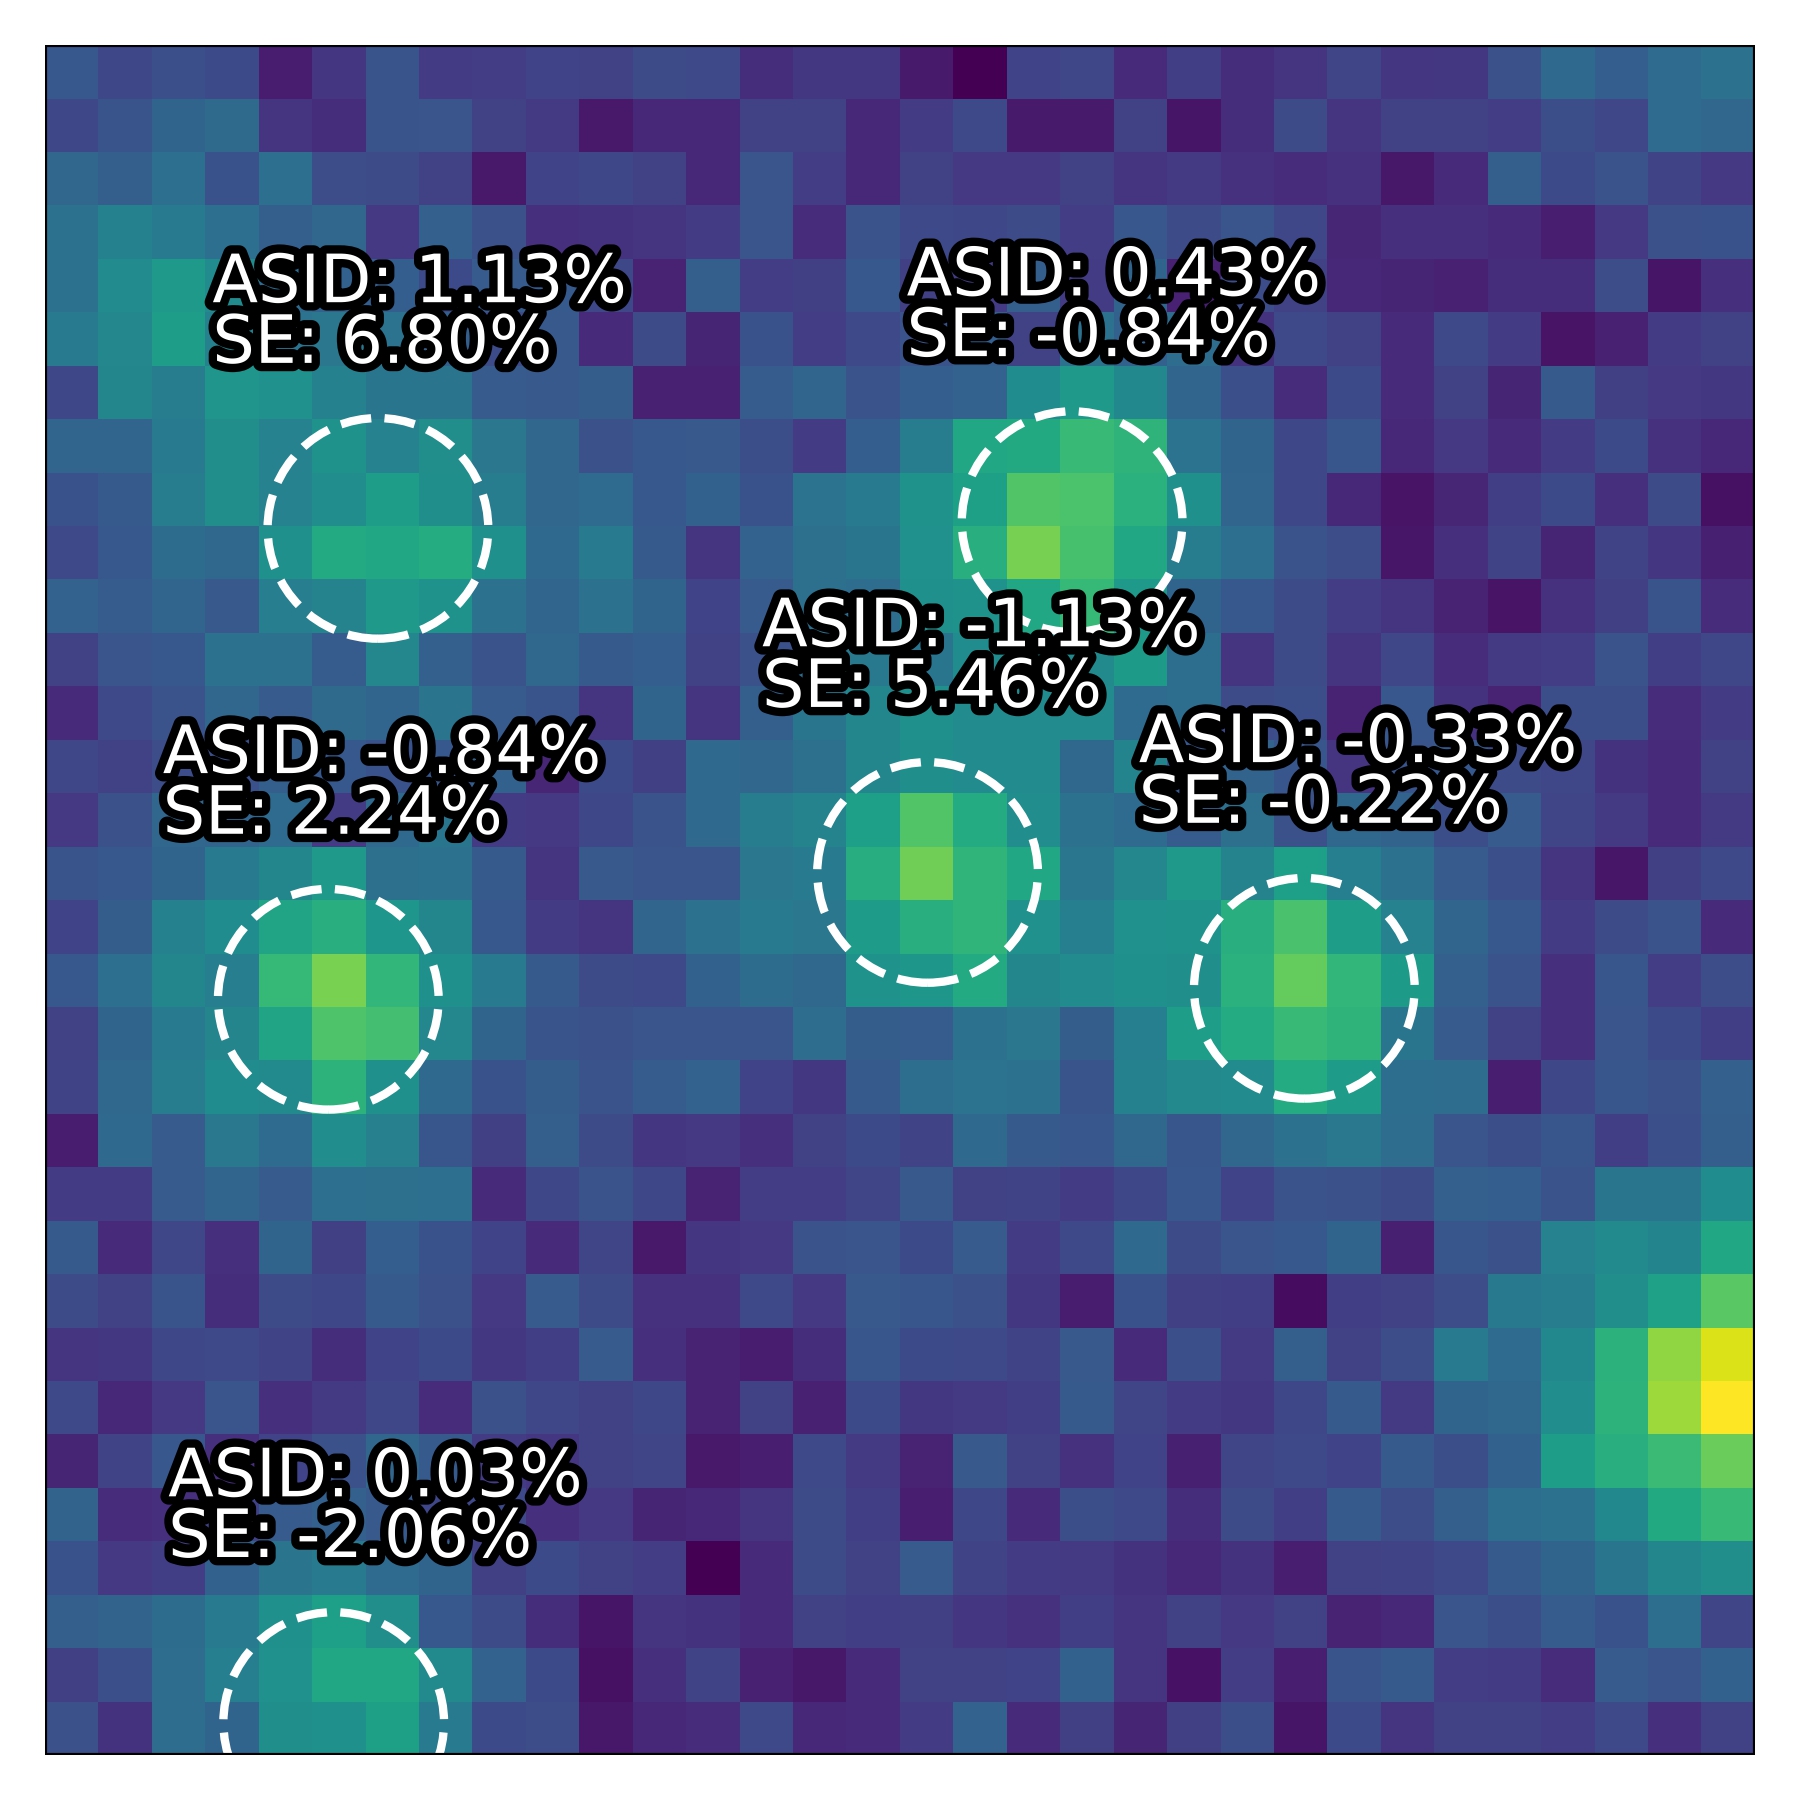 ASID: 1.13%
SE: 6.80%
ASID: 0.43%
SE: -0.84%
ASID: -1.13%
SE: 5.46%
ASID: -0.33%
SE: -0.22%
ASID: -0.84%
SE: 2.24%
ASID: 0.03%
SE: -2.06%